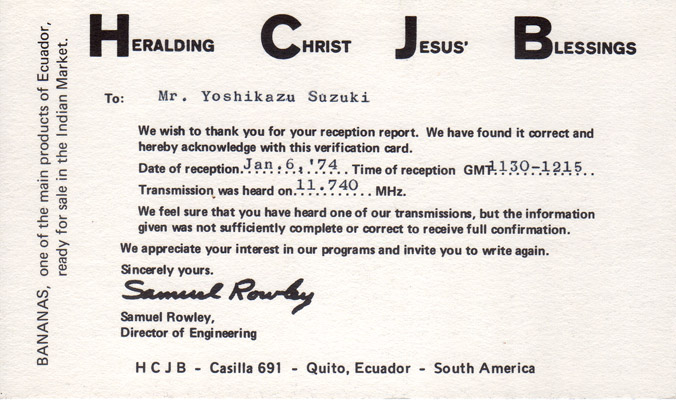 HERALDING CHRIST JESUS' BLESSINGS
BANANAS, one of the main products of Ecuador,
ready for sale in the Indian Market.
To: Mr. Yoshikazu Suzuki
We wish to thank you for your reception report. We have found it correct and
hereby acknowledge with this verification card.
Date of reception Jan.6,'74 . . Time of reception GMT 1130-1215 . .
Transmission was heard on 11.740 . . . MHz.
We feel sure that you have heard one of our transmissions, but the information
given was not sufficiently complete or correct to receive full confirmation.
We appreciate your interest in our programs and invite you to write again.
Sincerely yours.
Samuel Rowley
Samuel Rowley,
Director of Engineering
H C J B - Casilla 691 - Quito, Ecuador - South America